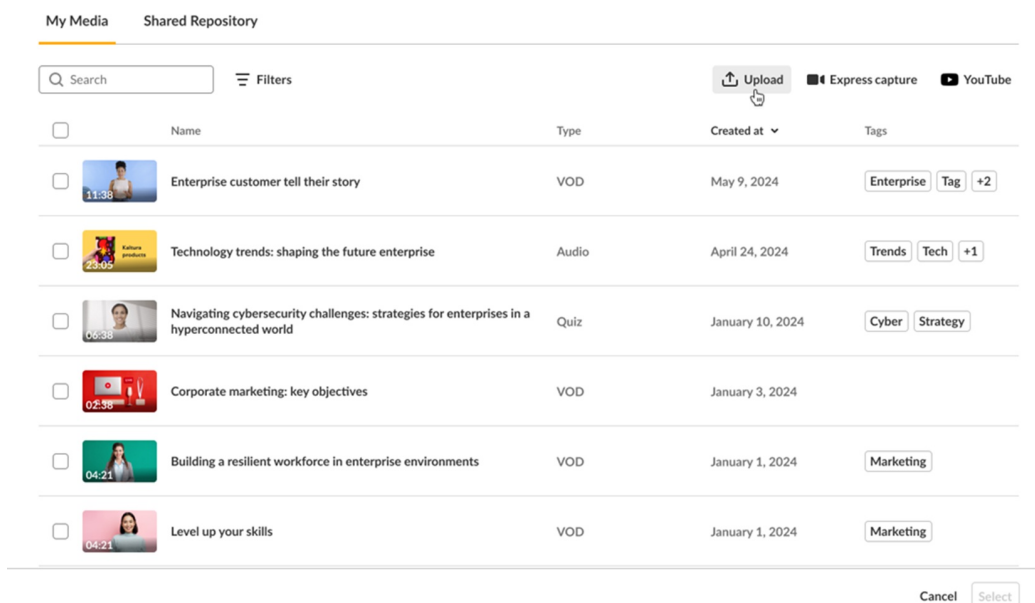 My Media Shared Repository
Search Filters Upload Express capture YouTube
Name Type Created at Tags
11:38 Enterprise customer tell their story VOD May 9, 2024 Enterprise Tag +2
Kaltura
products
23:05 Technology trends: shaping the future enterprise Audio April 24, 2024 Trends Tech +1
06:38 Navigating cybersecurity challenges: strategies for enterprises in a
hyperconnected world Quiz January 10, 2024 Cyber Strategy
02:38 Corporate marketing: key objectives VOD January 3, 2024
04:21 Building a resilient workforce in enterprise environments VOD January 1, 2024 Marketing
04:21 Level up your skills VOD January 1, 2024 Marketing
Cancel Select